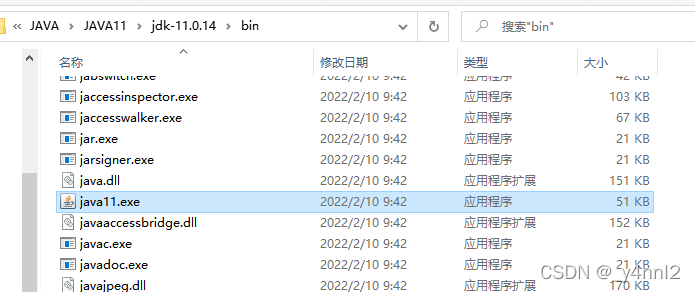 « JAVA › JAVA11 › jdk-11.0.14 › bin 搜索"bin"
名称 修改日期 类型 大小
jabswitch.exe 2022/2/10 9:42 应用程序 42 KB
jaccessinspector.exe 2022/2/10 9:42 应用程序 103 KB
jaccesswalker.exe 2022/2/10 9:42 应用程序 67 KB
jar.exe 2022/2/10 9:42 应用程序 21 KB
jarsigner.exe 2022/2/10 9:42 应用程序 21 KB
java.dll 2022/2/10 9:42 应用程序扩展 151 KB
java11.exe 2022/2/10 9:42 应用程序 51 KB
javaaccessbridge.dll 2022/2/10 9:42 应用程序扩展 152 KB
javac.exe 2022/2/10 9:42 应用程序 21 KB
javadoc.exe 2022/2/10 9:42 应用程序 21 KB
javajpeg.dll 2022/2/10 9:42 应用程序扩展 170 KB
CSDN @_y4nnl2